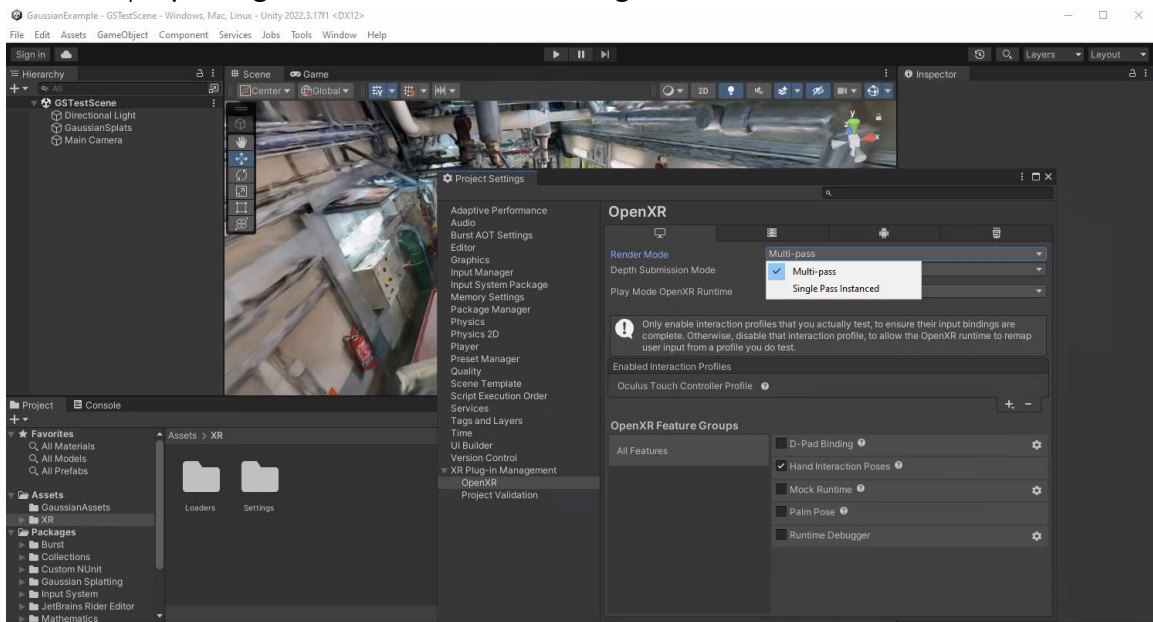 GaussianExample - GSTestScene - Windows, Mac, Linux - Unity 2022.3.17f1 <DX12>
File Edit Assets GameObject Component Services Jobs Tools Window Help
Sign in
Layers
Layout
Hierarchy
Scene
Game
Inspector
All
Center
Global
2D
GSTestScene
Directional Light
GaussianSplats
Main Camera
y
z
x
Project Settings
Adaptive Performance
Audio
Burst AOT Settings
Editor
Graphics
Input Manager
Input System Package
Memory Settings
Package Manager
Physics
Physics 2D
Player
Preset Manager
Quality
Scene Template
Script Execution Order
Services
Tags and Layers
Time
UI Builder
Version Control
XR Plug-in Management
OpenXR
Project Validation
OpenXR
Render Mode
Multi-pass
Depth Submission Mode
Multi-pass
Single Pass Instanced
Play Mode OpenXR Runtime
Only enable interaction profiles that you actually test, to ensure their input bindings are
complete. Otherwise, disable that interaction profile, to allow the OpenXR runtime to remap
user input from a profile you do test.
Enabled Interaction Profiles
Oculus Touch Controller Profile
OpenXR Feature Groups
All Features
D-Pad Binding
Hand Interaction Poses
Mock Runtime
Palm Pose
Runtime Debugger
Project
Console
Favorites
All Materials
All Models
All Prefabs
Assets
GaussianAssets
XR
Packages
Burst
Collections
Custom NUnit
Gaussian Splatting
Input System
JetBrains Rider Editor
Mathematics
Assets > XR
Loaders
Settings